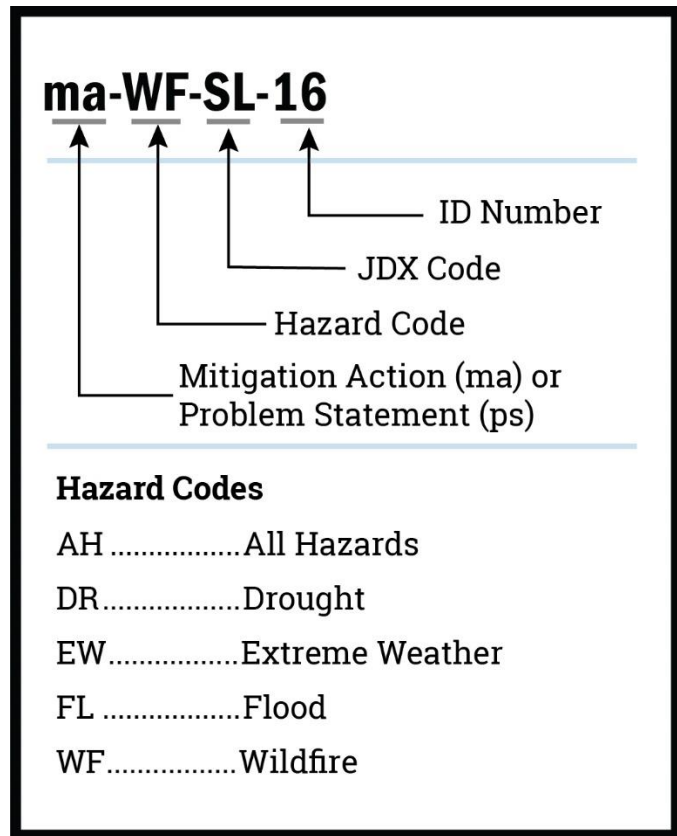 ma-WF-SL-16
ID Number
JDX Code
Hazard Code
Mitigation Action (ma) or
Problem Statement (ps)
Hazard Codes
AH .................All Hazards
DR..................Drought
EW.................Extreme Weather
FL ..................Flood
WF.................Wildfire